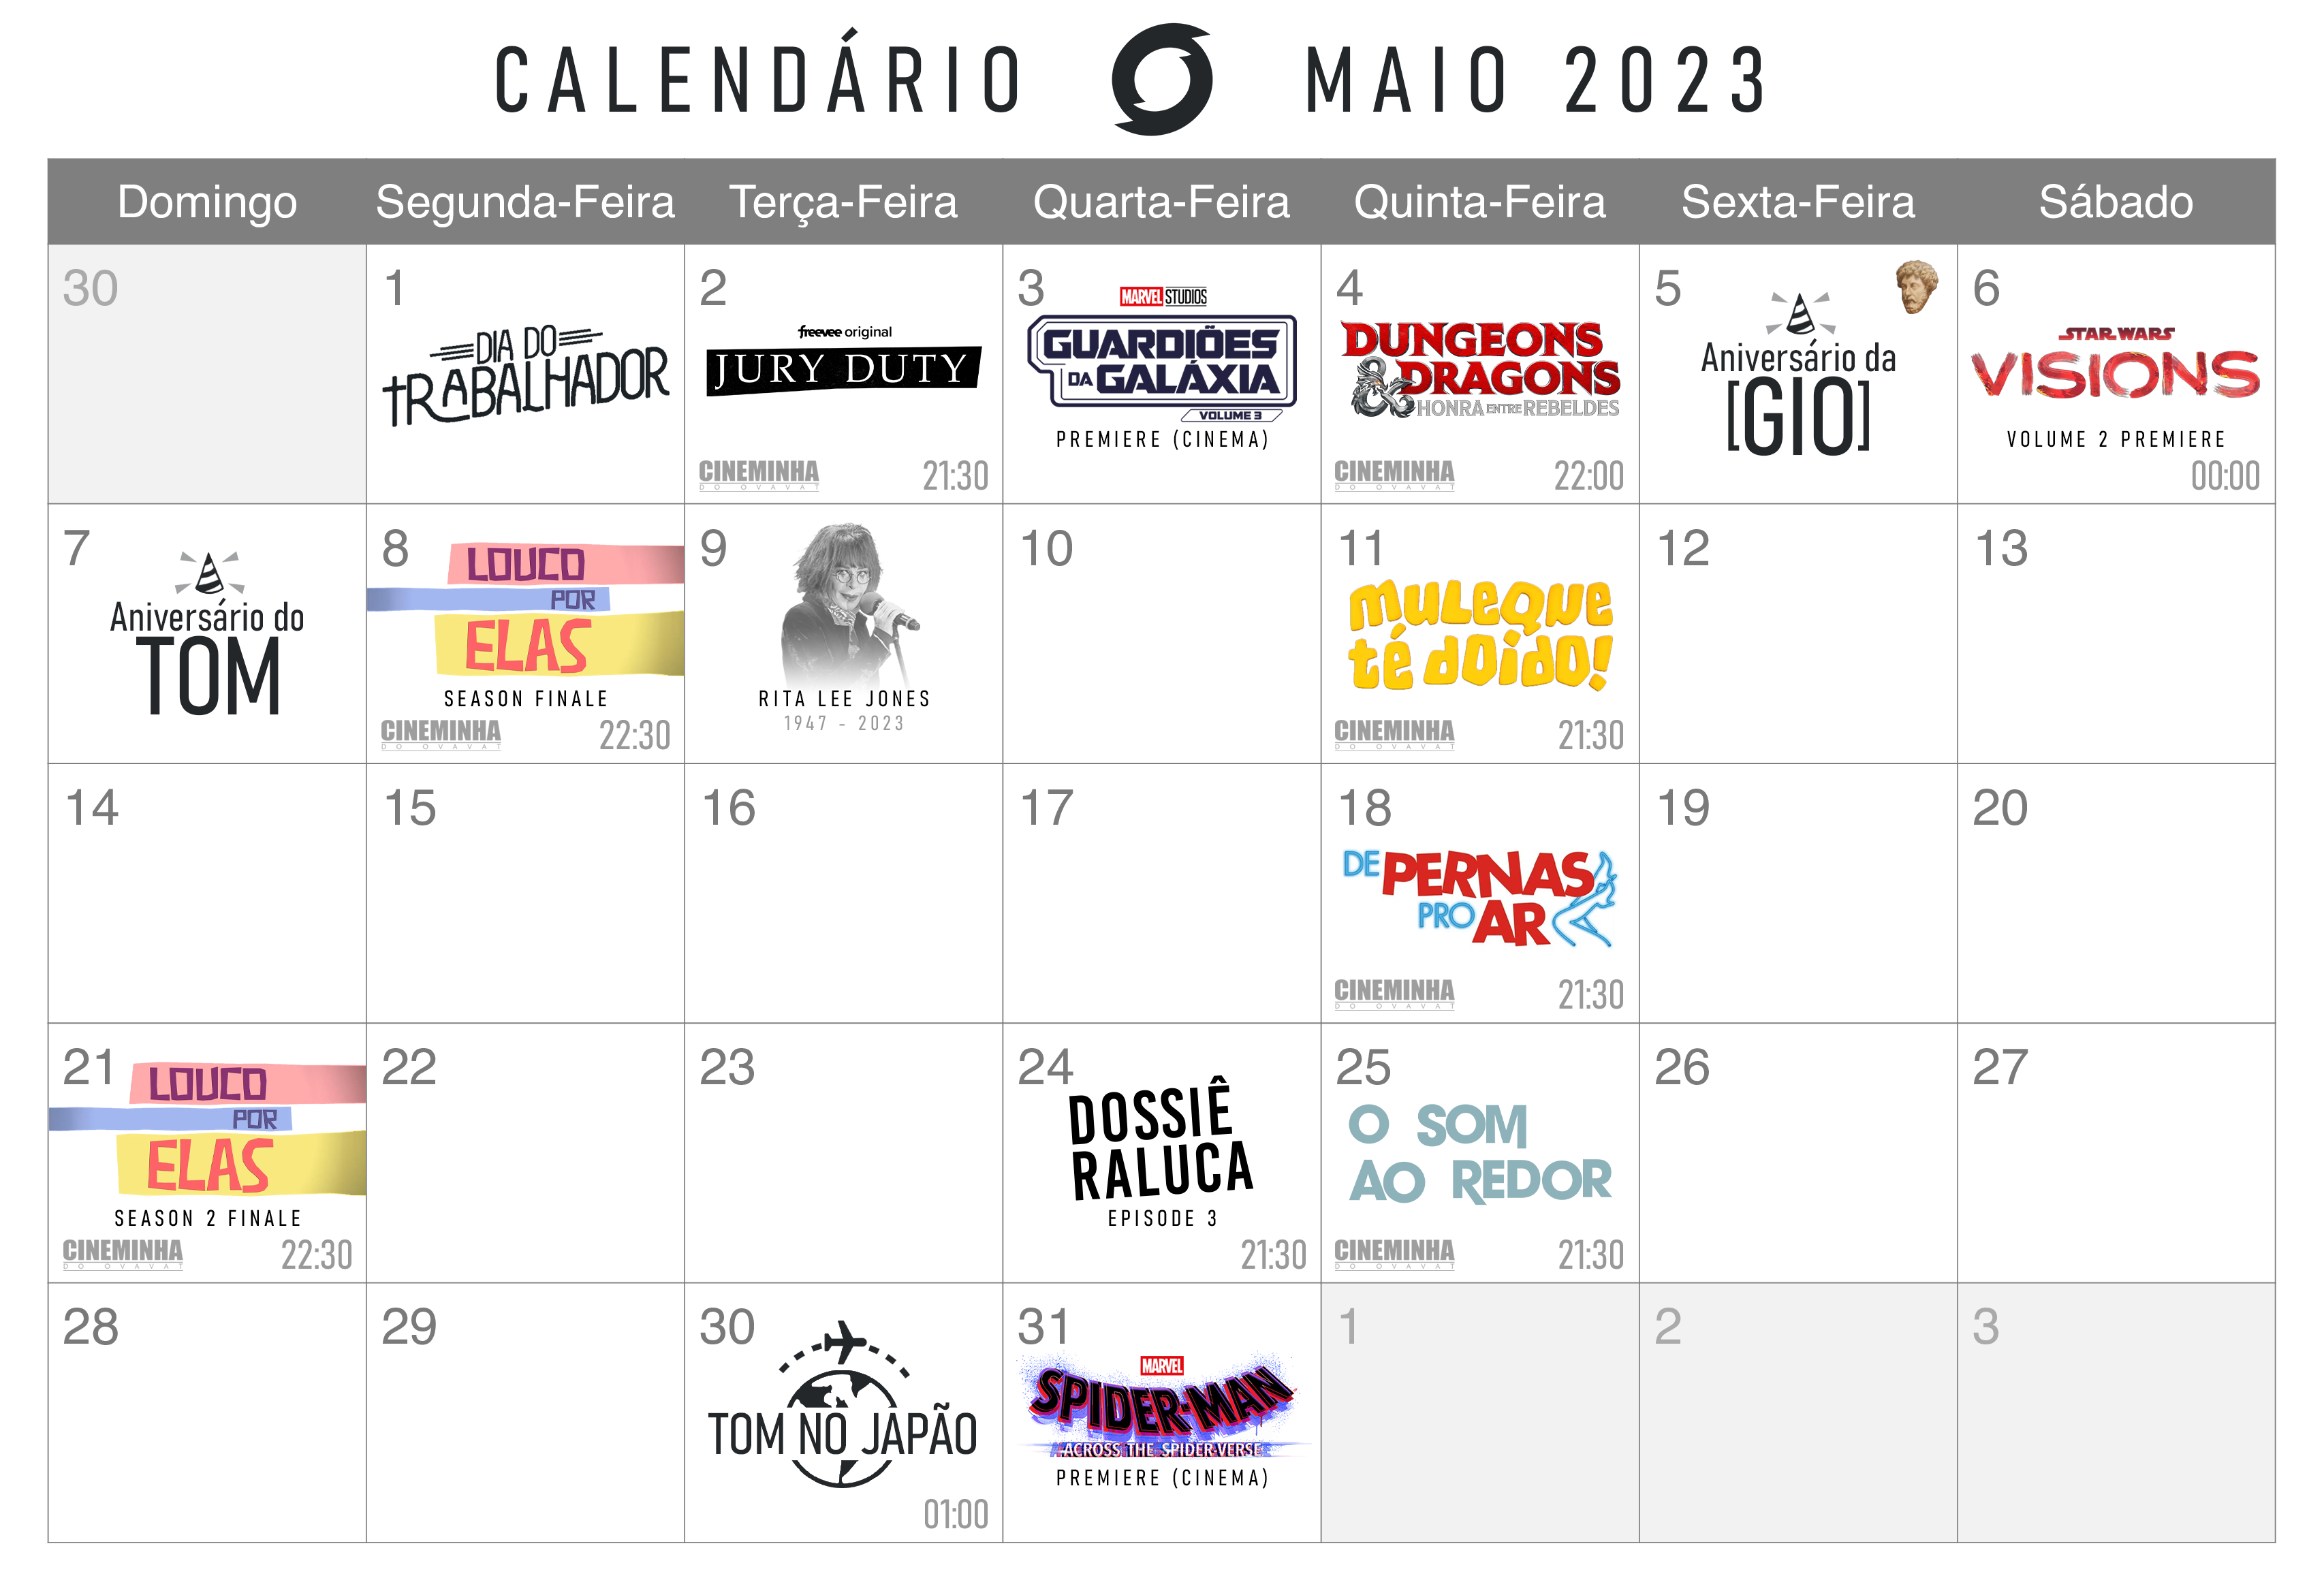 CALENDÁRIO MAIO 2023
Domingo Segunda-Feira Terça-Feira Quarta-Feira Quinta-Feira Sexta-Feira Sábado
30
1
DIA DO
TRABALHADOR
2
freevee original
JURY DUTY
CINEMINHA
DO OVAVAT
21:30
3
MARVEL STUDIOS
GUARDIÕES
DA GALÁXIA
VOLUME 3
PREMIERE (CINEMA)
4
DUNGEONS
& DRAGONS
HONRA ENTRE REBELDES
CINEMINHA
DO OVAVAT
22:00
5
Aniversário da
[GIO]
6
STAR WARS
VISIONS
VOLUME 2 PREMIERE
00:00
7
Aniversário do
TOM
8
LOUCO
POR
ELAS
SEASON FINALE
CINEMINHA
DO OVAVAT
22:30
9
RITA LEE JONES
1947 - 2023
10
11
MULEQUE
TÉ DOIDO!
CINEMINHA
DO OVAVAT
21:30
12
13
14
15
16
17
18
DE PERNAS
PRO AR
CINEMINHA
DO OVAVAT
21:30
19
20
21
LOUCO
POR
ELAS
SEASON 2 FINALE
CINEMINHA
DO OVAVAT
22:30
22
23
24
DOSSIÊ
RALUCA
EPISODE 3
21:30
25
O SOM
AO REDOR
CINEMINHA
DO OVAVAT
21:30
26
27
28
29
30
TOM NO JAPÃO
01:00
31
MARVEL
SPIDER-MAN
ACROSS THE SPIDER-VERSE
PREMIERE (CINEMA)
1
2
3